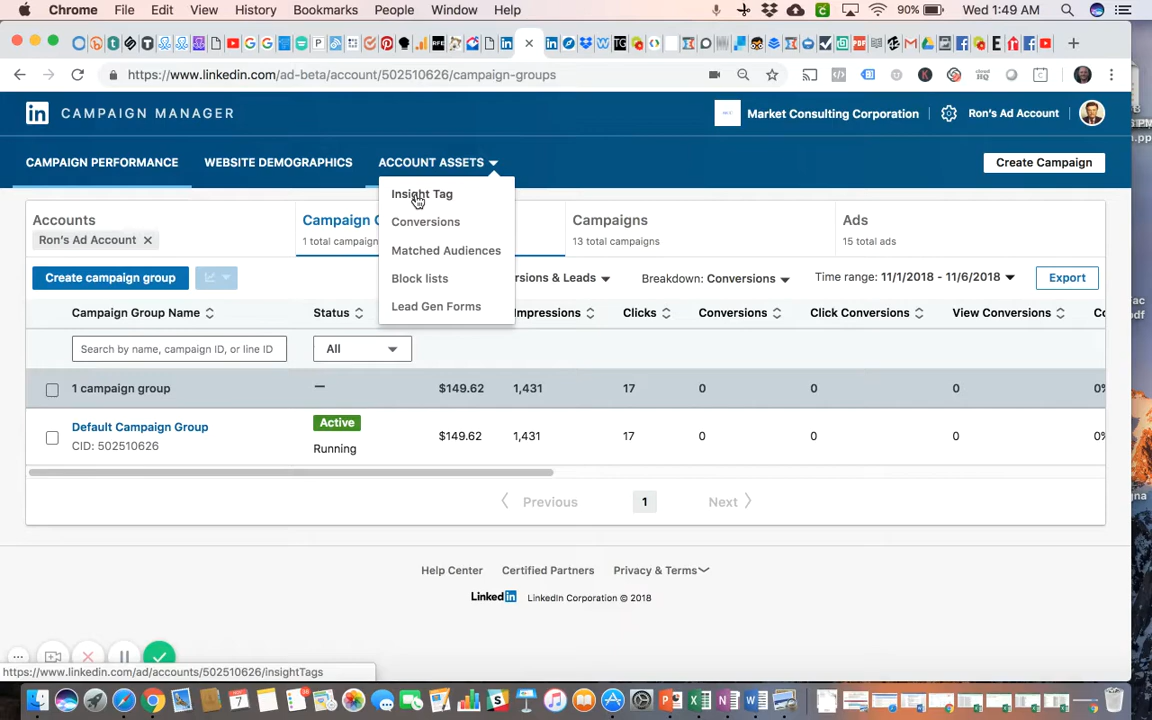 Chrome File Edit View History Bookmarks People Window Help 90% Wed 1:49 AM
https://www.linkedin.com/ad-beta/account/502510626/campaign-groups
in CAMPAIGN MANAGER Market Consulting Corporation Ron's Ad Account
CAMPAIGN PERFORMANCE WEBSITE DEMOGRAPHICS ACCOUNT ASSETS Create Campaign
Insight Tag
Conversions
Matched Audiences
Block lists
Lead Gen Forms
Accounts Campaign Campaigns Ads
Ron's Ad Account 1 total campaign 13 total campaigns 15 total ads
Create campaign group & Leads Breakdown: Conversions Time range: 11/1/2018 - 11/6/2018 Export
Campaign Group Name Status Impressions Clicks Conversions Click Conversions View Conversions
Search by name, campaign ID, or line ID All
1 campaign group — $149.62 1,431 17 0 0 0 0%
Default Campaign Group Active $149.62 1,431 17 0 0 0 0%
CID: 502510626 Running
Previous 1 Next
Help Center Certified Partners Privacy & Terms
Linked in LinkedIn Corporation © 2018
https://www.linkedin.com/ad/accounts/502510626/insightTags